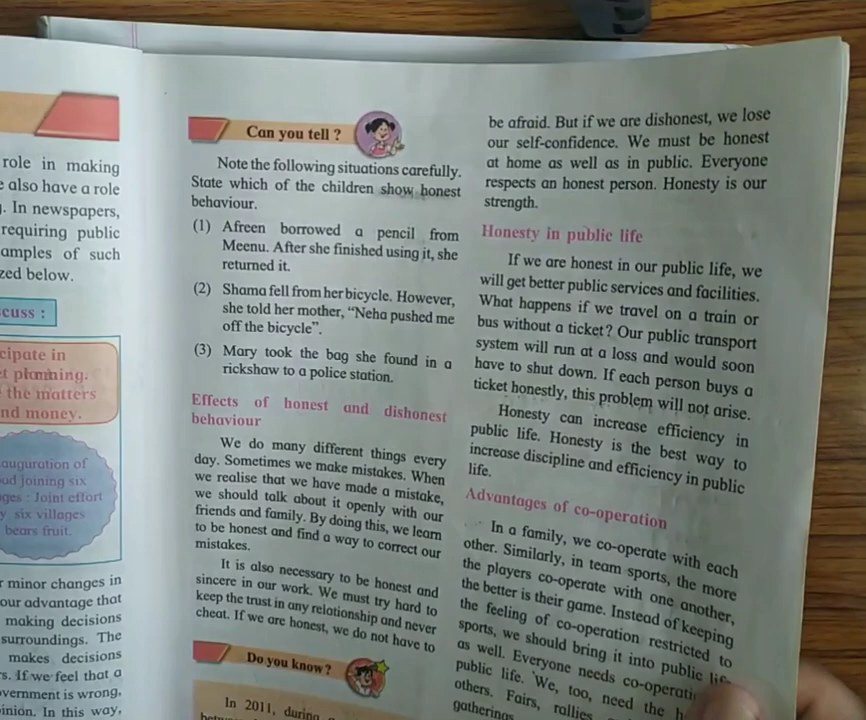 role in making
also have a role
. In newspapers,
requiring public
amples of such
zed below.
cuss :
cipate in
t planning.
the matters
nd money.
auguration of
ad joining six
ges : Joint effort
y six villages
bears fruit.
r minor changes in
our advantage that
making decisions
surroundings. The
makes decisions
s. If we feel that a
vernment is wrong,
inion. In this way,
Can you tell ?
Note the following situations carefully.
State which of the children show honest
behaviour.
(1) Afreen borrowed a pencil from
Meenu. After she finished using it, she
returned it.
(2) Shama fell from her bicycle. However,
she told her mother, “Neha pushed me
off the bicycle”.
(3) Mary took the bag she found in a
rickshaw to a police station.
Effects of honest and dishonest
behaviour
We do many different things every
day. Sometimes we make mistakes. When
we realise that we have made a mistake,
we should talk about it openly with our
friends and family. By doing this, we learn
to be honest and find a way to correct our
mistakes.
It is also necessary to be honest and
sincere in our work. We must try hard to
keep the trust in any relationship and never
cheat. If we are honest, we do not have to
Do you know?
In 2011, during
be afraid. But if we are dishonest, we lose
our self-confidence. We must be honest
at home as well as in public. Everyone
respects an honest person. Honesty is our
strength.
Honesty in public life
If we are honest in our public life, we
will get better public services and facilities.
What happens if we travel on a train or
bus without a ticket? Our public transport
system will run at a loss and would soon
have to shut down. If each person buys a
ticket honestly, this problem will not arise.
Honesty can increase efficiency in
public life. Honesty is the best way to
increase discipline and efficiency in public
life.
Advantages of co-operation
In a family, we co-operate with each
other. Similarly, in team sports, the more
the players co-operate with one another,
the better is their game. Instead of keeping
the feeling of co-operation restricted to
sports, we should bring it into public life
as well. Everyone needs co-operati
public life. We, too, need the h
others. Fairs, rallies
gatherings